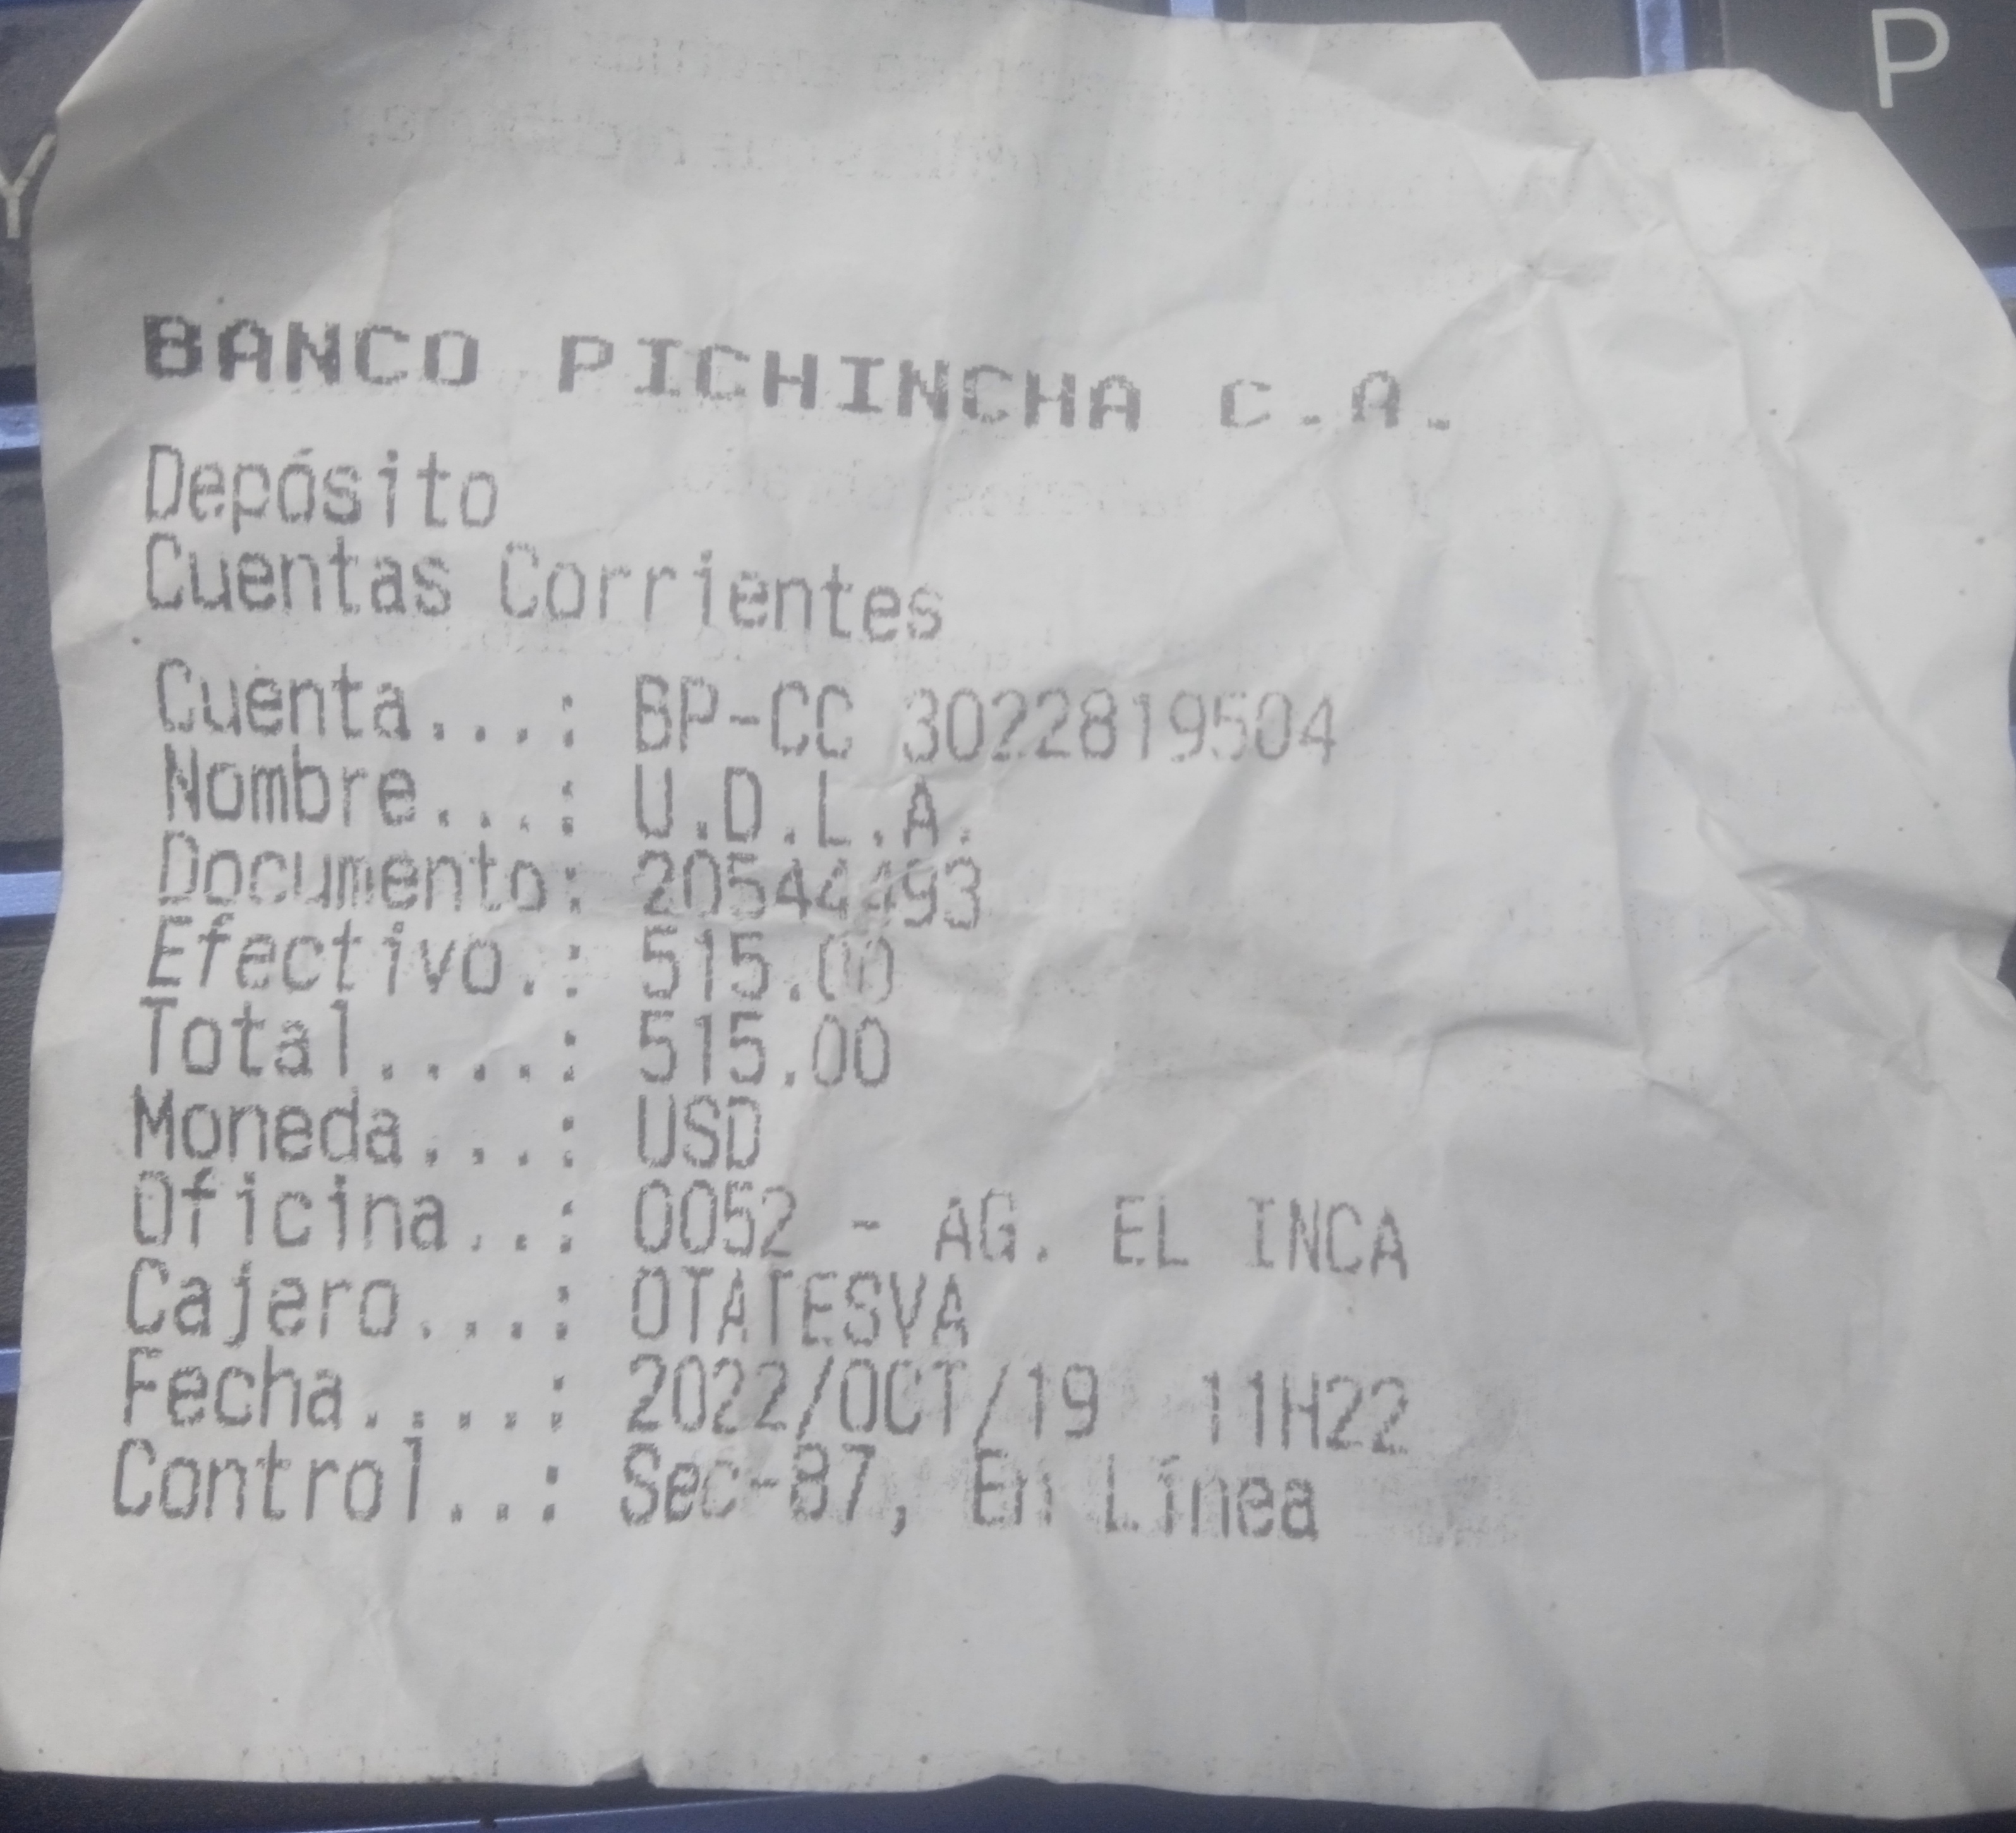 P
Y
BANCO PICHINCHA C.A.
Depósito
Cuentas Corrientes
Cuenta...: BP-CC 3022819504
Nombre...: U.D.L.A.
Documento: 20544493
Efectivo.: 515.00
Total....: 515.00
Moneda...: USD
Oficina..: 0052 - AG. EL INCA
Cajero...: OTATESVA
Fecha....: 2022/OCT/19 11H22
Control..: Sec-87, En Línea